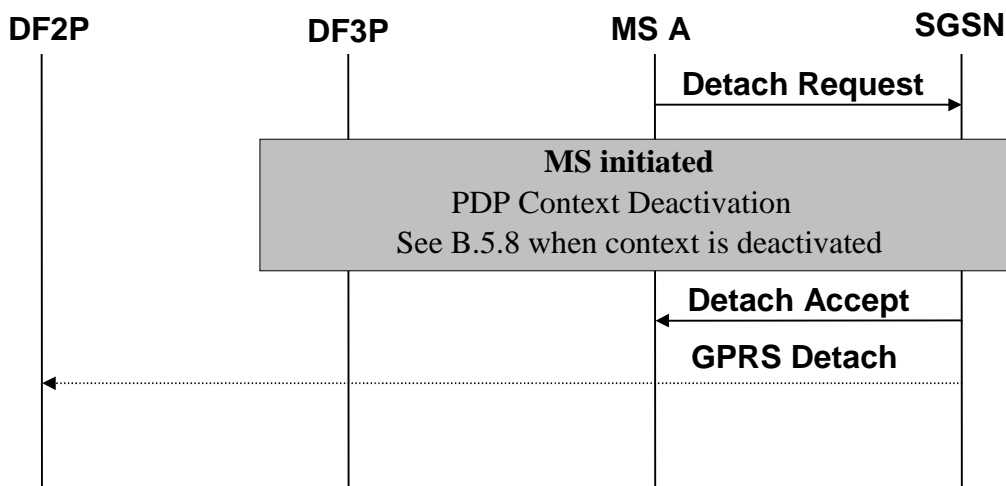 DF2P
DF3P
MS A
SGSN
Detach Request
MS initiated
PDP Context Deactivation
See B.5.8 when context is deactivated
Detach Accept
GPRS Detach